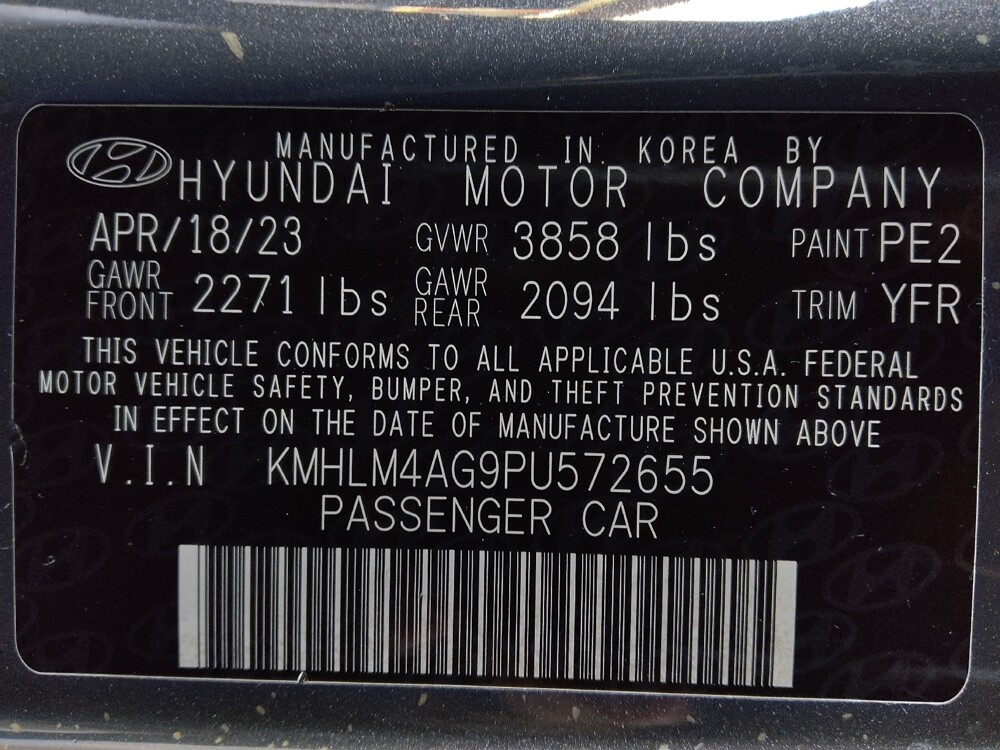 MANUFACTURED IN KOREA BY
HYUNDAI MOTOR COMPANY
APR/18/23 GVWR 3858 lbs PAINT PE2
GAWR FRONT 2271 lbs GAWR REAR 2094 lbs TRIM YFR
THIS VEHICLE CONFORMS TO ALL APPLICABLE U.S.A. FEDERAL
MOTOR VEHICLE SAFETY, BUMPER, AND THEFT PREVENTION STANDARDS
IN EFFECT ON THE DATE OF MANUFACTURE SHOWN ABOVE
V.I.N KMHLM4AG9PU572655
PASSENGER CAR